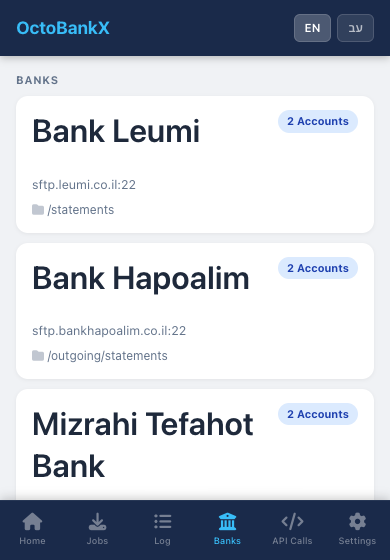 OctoBankX
EN
עב
BANKS
Bank Leumi
2 Accounts
sftp.leumi.co.il:22
/statements
Bank Hapoalim
2 Accounts
sftp.bankhapoalim.co.il:22
/outgoing/statements
Mizrahi Tefahot
Bank
2 Accounts
Home
Jobs
Log
Banks
API Calls
Settings